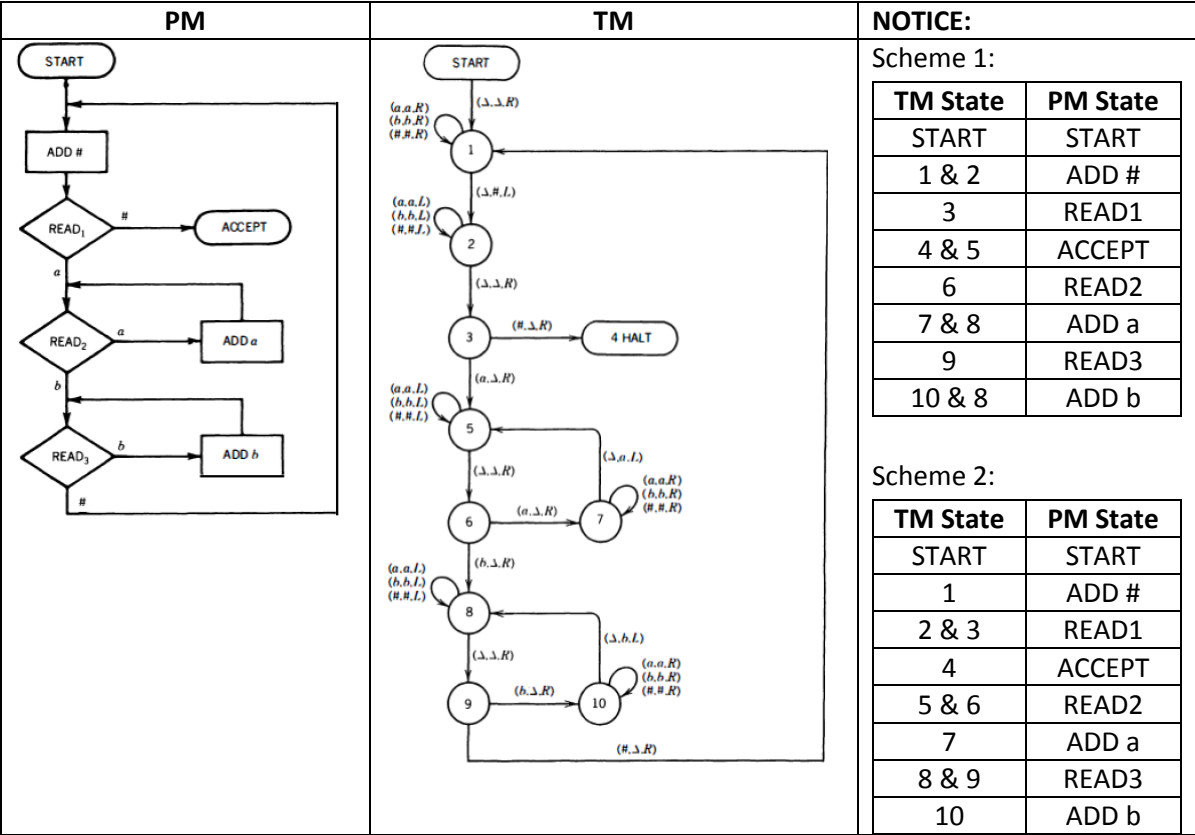 PM
TM
NOTICE:
START
ADD #
READ1
#
ACCEPT
a
READ2
a
ADD a
b
READ3
b
ADD b
#
START
(Δ,Δ,R)
(a,a,R)
(b,b,R)
(#,#,R)
1
(Δ,#,L)
(a,a,L)
(b,b,L)
(#,#,L)
2
(Δ,Δ,R)
3
(#,Δ,R)
4 HALT
(a,Δ,R)
(a,a,L)
(b,b,L)
(#,#,L)
5
(Δ,a,L)
(Δ,Δ,R)
(a,a,R)
(b,b,R)
(#,#,R)
6
(a,Δ,R)
7
(b,Δ,R)
(a,a,L)
(b,b,L)
(#,#,L)
8
(Δ,b,L)
(Δ,Δ,R)
(a,a,R)
(b,b,R)
(#,#,R)
9
(b,Δ,R)
10
(#,Δ,R)
Scheme 1:
TM State PM State
START START
1 & 2 ADD #
3 READ1
4 & 5 ACCEPT
6 READ2
7 & 8 ADD a
9 READ3
10 & 8 ADD b
Scheme 2:
TM State PM State
START START
1 ADD #
2 & 3 READ1
4 ACCEPT
5 & 6 READ2
7 ADD a
8 & 9 READ3
10 ADD b